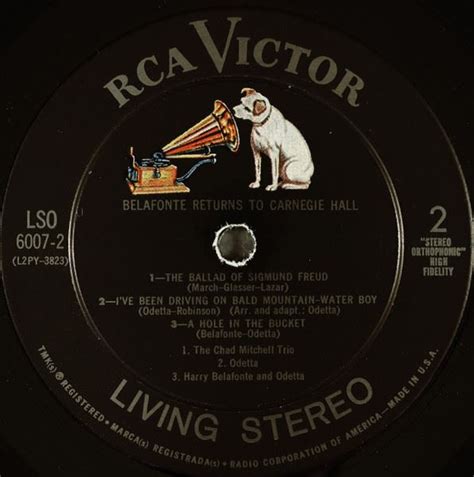 RCA VICTOR
BELAFONTE RETURNS TO CARNEGIE HALL
LSO
6007-2
(L2PY-3823)
2
"STEREO
ORTHOPHONIC"
HIGH
FIDELITY
1—THE BALLAD OF SIGMUND FREUD
(March-Glesser-Lazar)
2—I'VE BEEN DRIVING ON BALD MOUNTAIN-WATER BOY
(Odetta-Robinson) (Arr. and adapt.: Odetta)
3—A HOLE IN THE BUCKET
(Belafonte-Odetta)
1. The Chad Mitchell Trio
2. Odetta
3. Harry Belafonte and Odetta
LIVING STEREO
TMK(s) ® REGISTERED • MARCA(s) REGISTRADA(s) • RADIO CORPORATION OF AMERICA—MADE IN U.S.A.